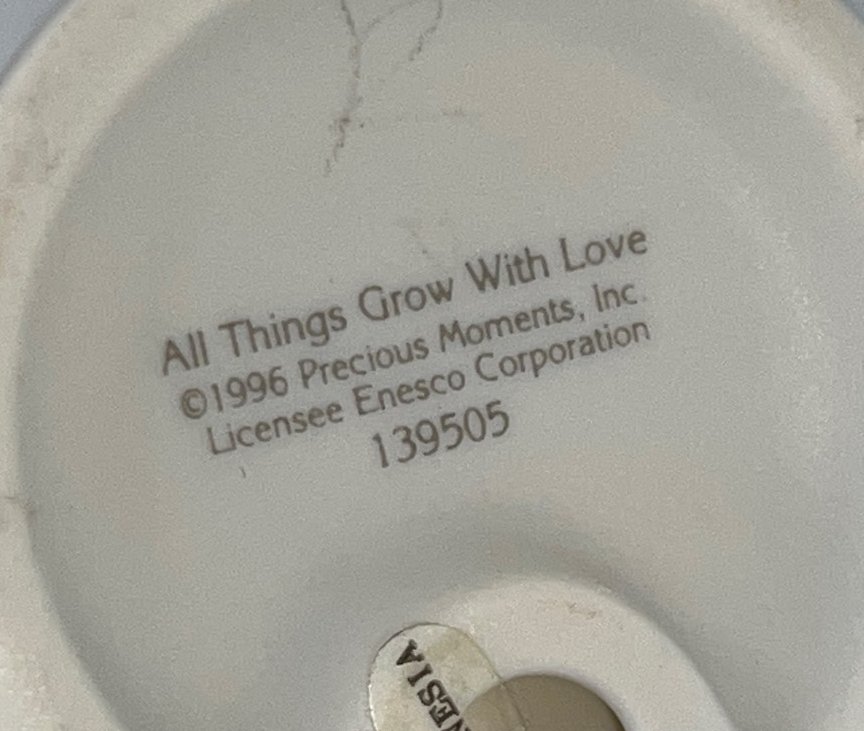 All Things Grow With Love
©1996 Precious Moments, Inc.
Licensee Enesco Corporation
139505